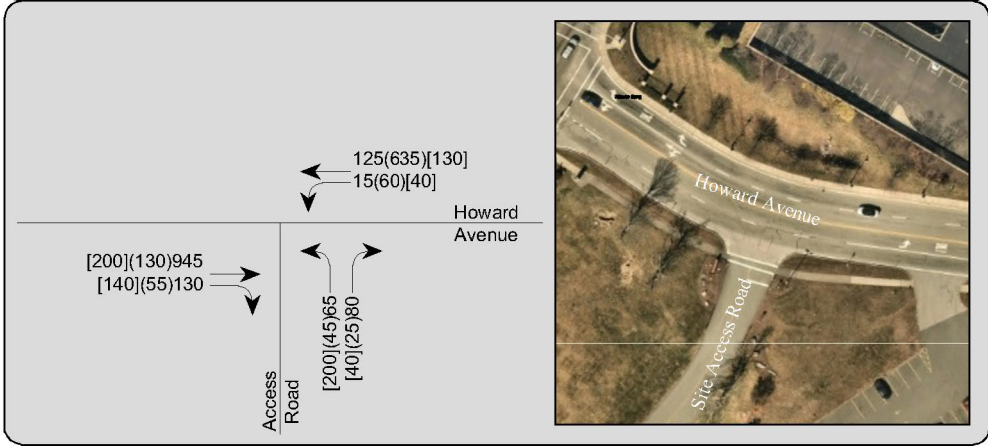 125(635)[130]
15(60)[40]
Howard
Avenue
[200](130)945
[140](55)130
[200](45)65
[40](25)80
Access
Road
Howard Avenue
Site Access Road